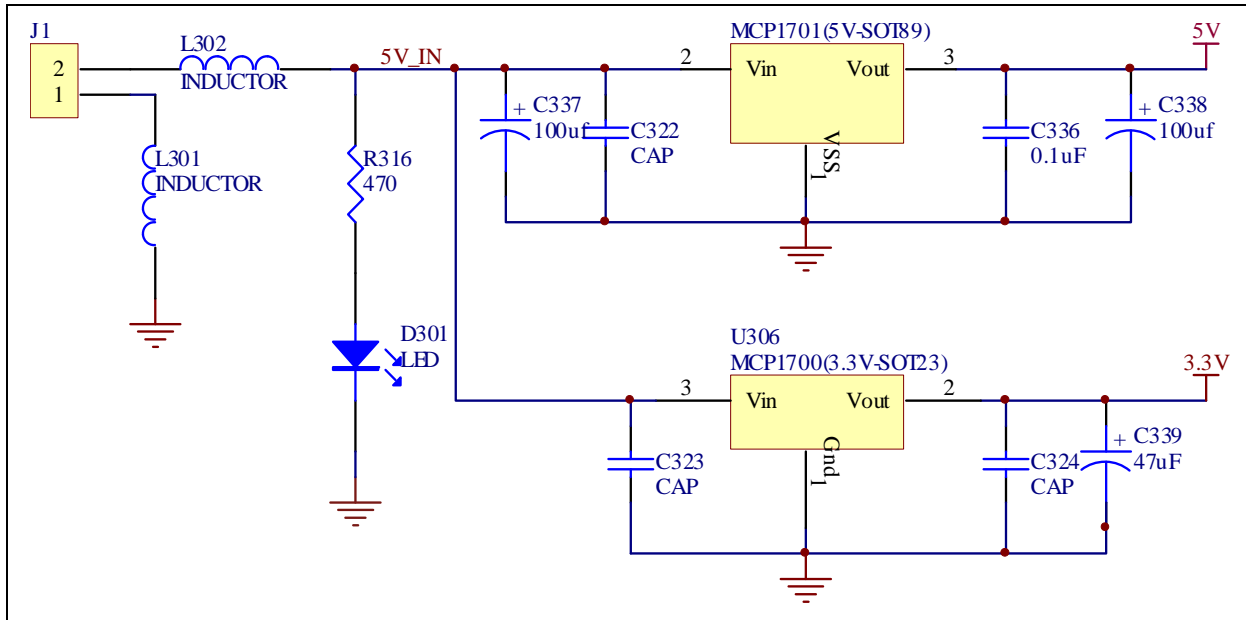 J1
2
1
L302
INDUCTOR
L301
INDUCTOR
5V_IN
R316
470
D301
LED
+
C337
100uf
C322
CAP
MCP1701(5V-SOT89)
2
Vin
Vout
3
VSS
1
C336
0.1uF
+
C338
100uf
5V
U306
MCP1700(3.3V-SOT23)
3
Vin
Vout
2
Gnd
1
C323
CAP
C324
CAP
+
C339
47uF
3.3V